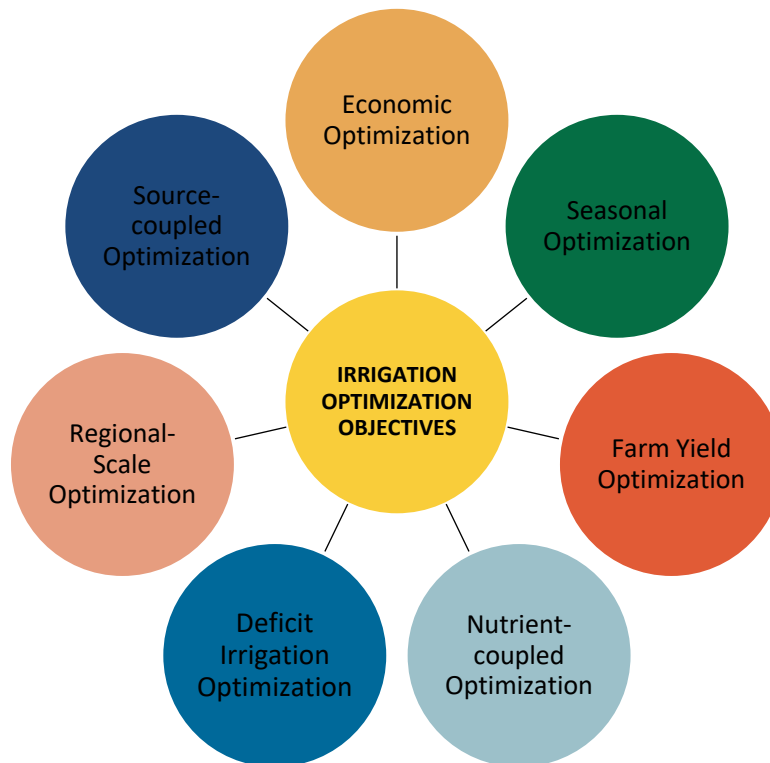 Economic
Optimization
Seasonal
Optimization
Farm Yield
Optimization
Nutrient-
coupled
Optimization
Deficit
Irrigation
Optimization
Regional-
Scale
Optimization
Source-
coupled
Optimization
IRRIGATION
OPTIMIZATION
OBJECTIVES